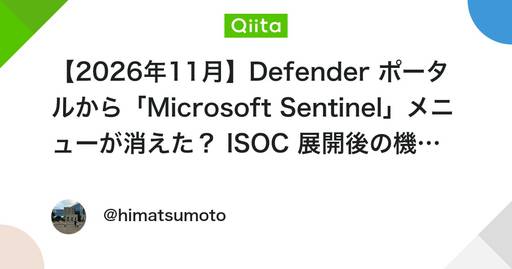 Qiita
【2026年11月】Defender ポータ
ルから「Microsoft Sentinel」メニ
ューが消えた？ ISOC 展開後の機…
@himatsumoto